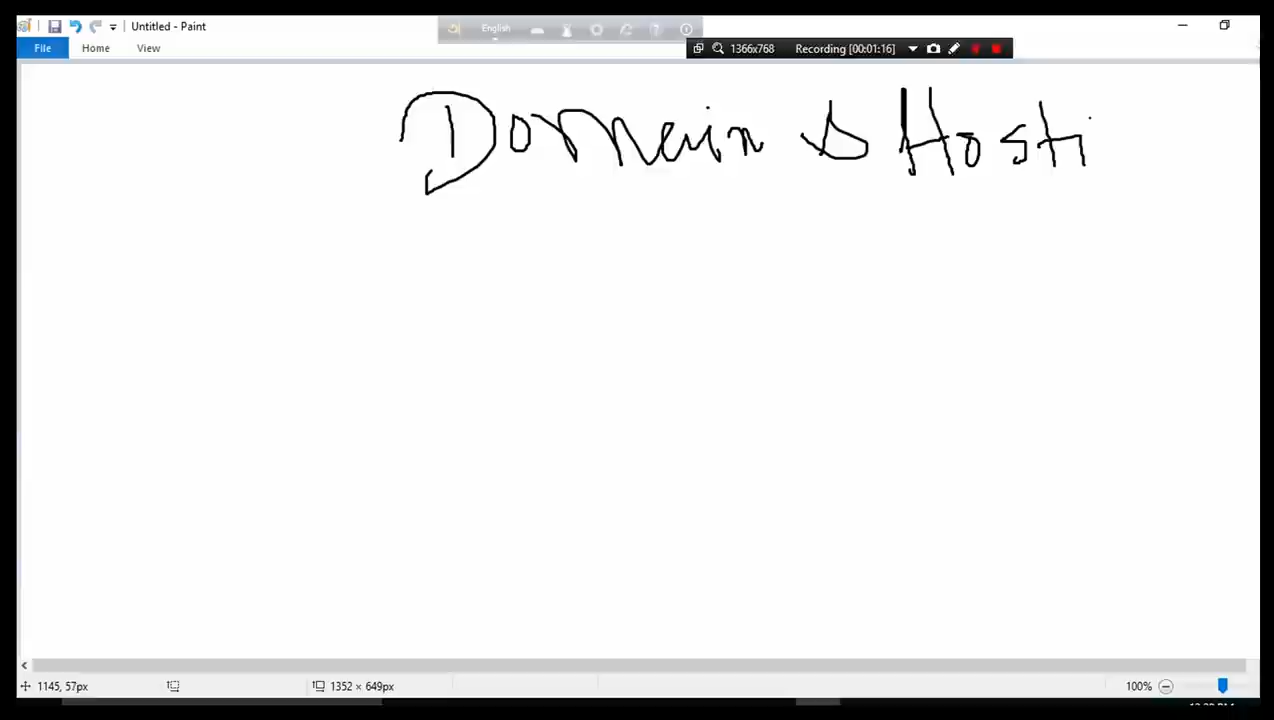 Untitled - Paint
English
File Home View
1366x768 Recording [00:01:16]
Domain & Hosti
1145, 57px 1352 × 649px 100%